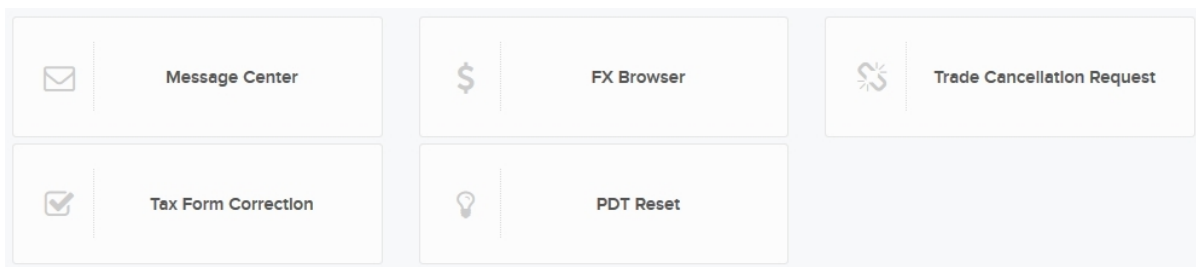 Message Center
FX Browser
Trade Cancellation Request
Tax Form Correction
PDT Reset